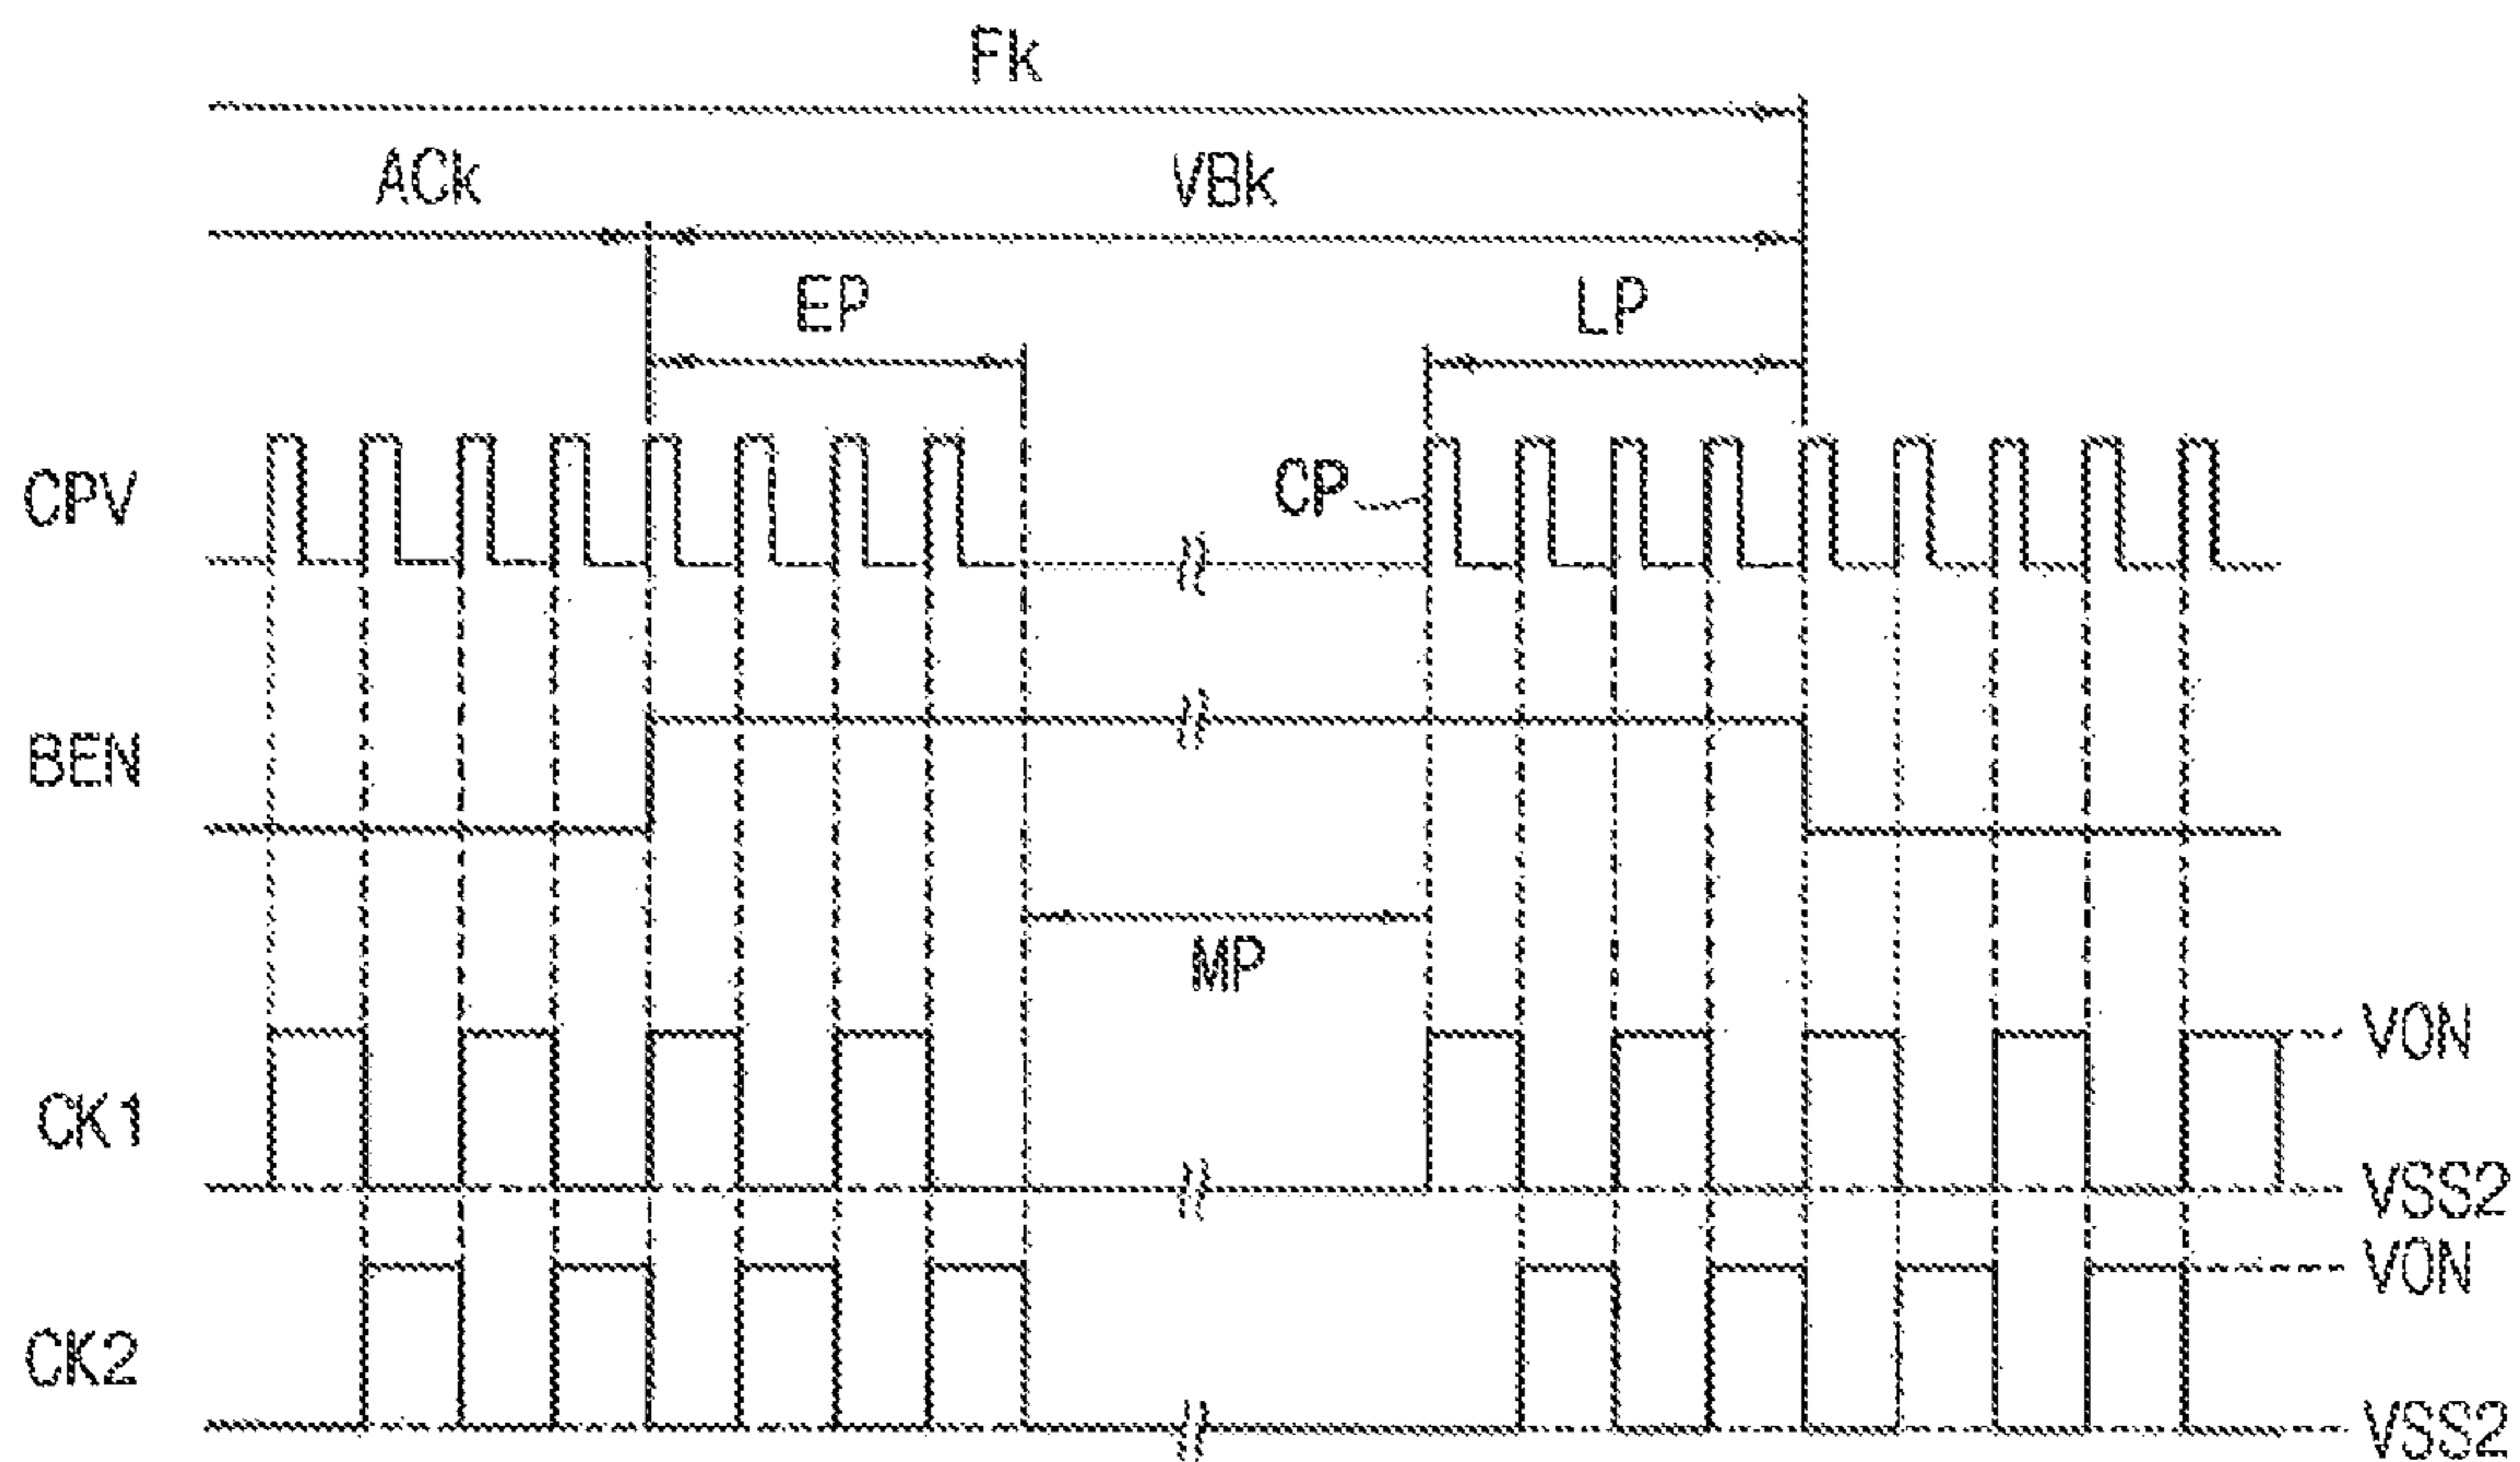 Fk
ACk
VBk
EP
LP
CPV
CP
BEN
MP
VON
CK1
VSS2
VON
CK2
VSS2